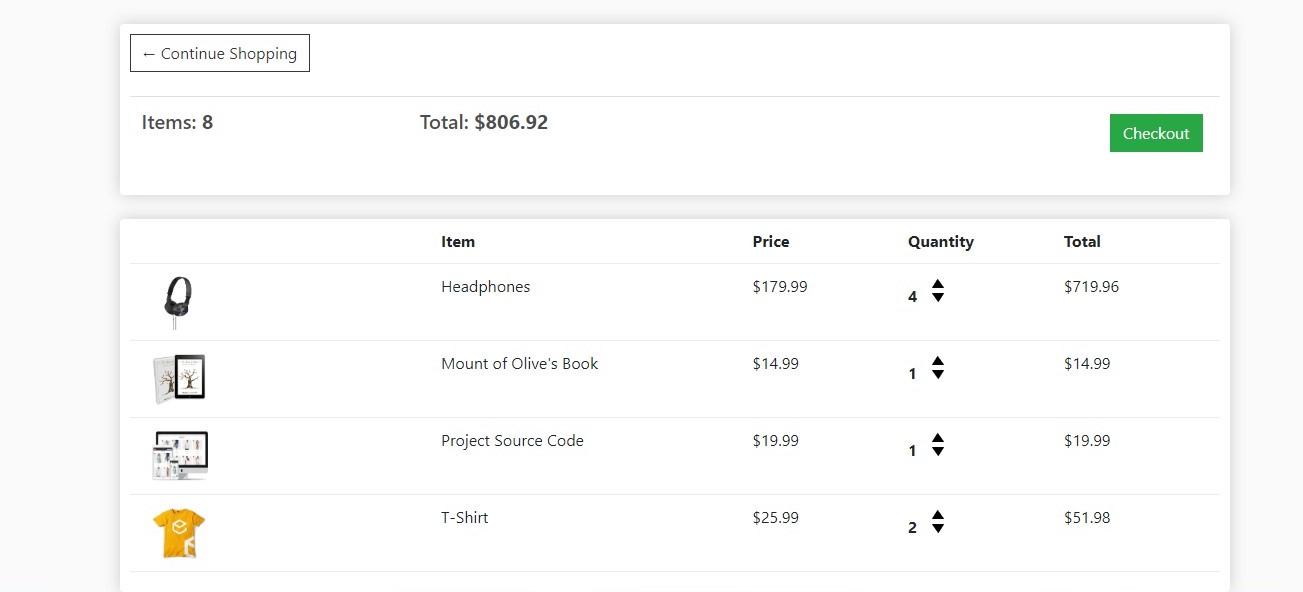 ← Continue Shopping
Items: 8 Total: $806.92 Checkout
Item Price Quantity Total
Headphones $179.99 4 $719.96
Mount of Olive's Book $14.99 1 $14.99
Project Source Code $19.99 1 $19.99
T-Shirt $25.99 2 $51.98